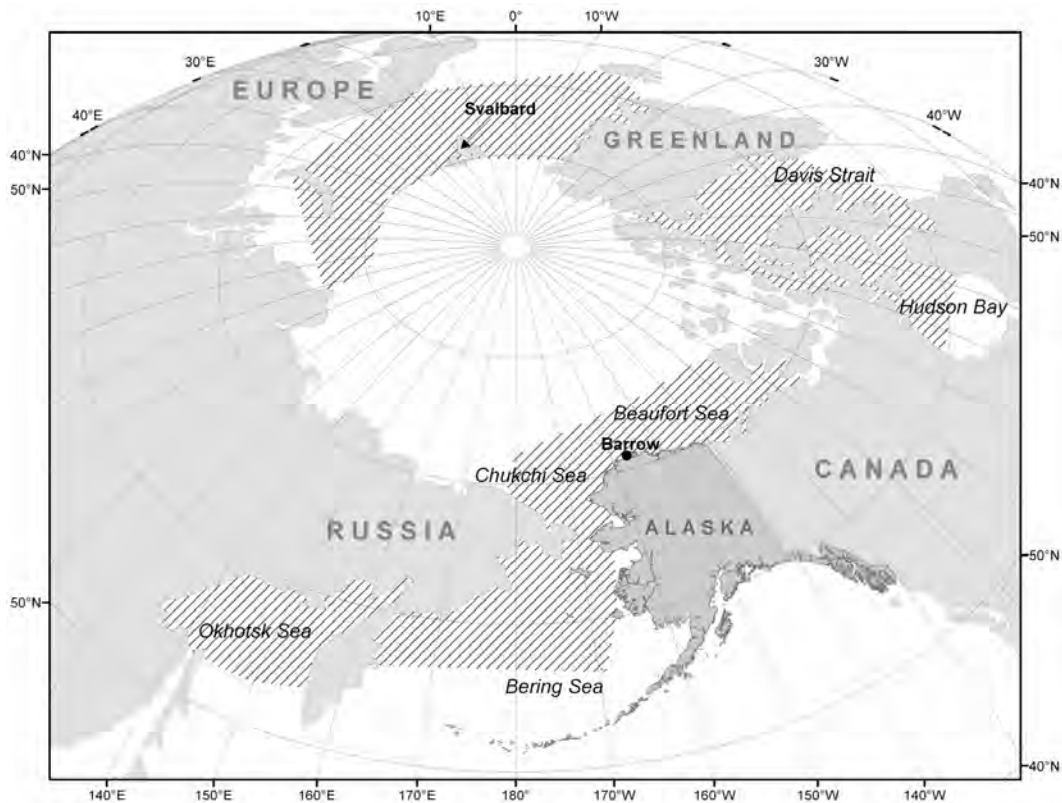 10°E 0° 10°W
30°E 30°W
EUROPE
Svalbard
40°E 40°W
GREENLAND
40°N 40°N
Davis Strait
50°N 50°N
Hudson Bay
Beaufort Sea
Barrow
Chukchi Sea
CANADA
RUSSIA
ALASKA
50°N
50°N
Okhotsk Sea
Bering Sea
40°N
140°E 150°E 160°E 170°E 180° 170°W 160°W 150°W 140°W